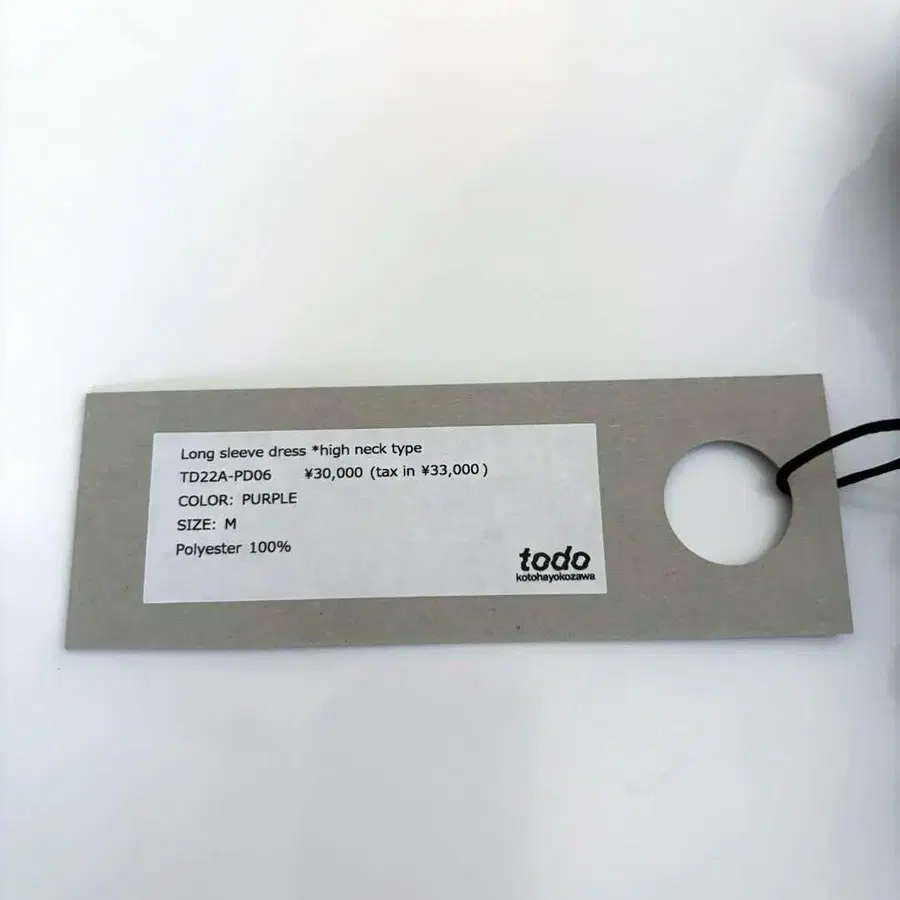 Long sleeve dress *high neck type
TD22A-PD06 ¥30,000 (tax in ¥33,000 )
COLOR: PURPLE
SIZE: M
Polyester 100%
todo
kotohayokozawa